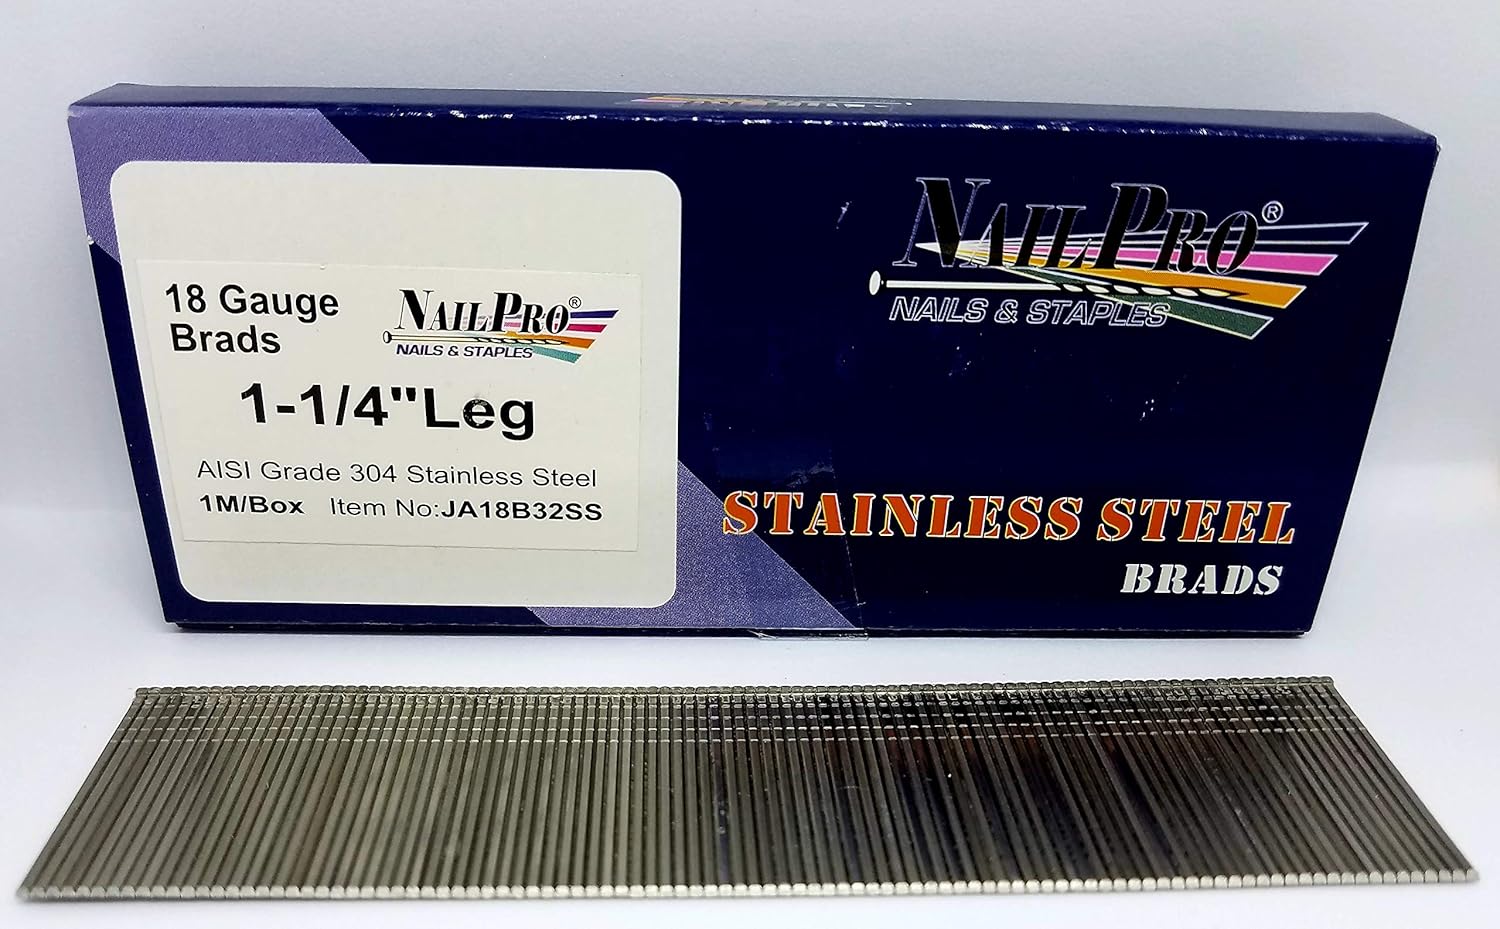 18 Gauge
Brads
NAILPRO®
NAILS & STAPLES
1-1/4"Leg
AISI Grade 304 Stainless Steel
1M/Box Item No:JA18B32SS
NAILPRO®
NAILS & STAPLES
STAINLESS STEEL
BRADS